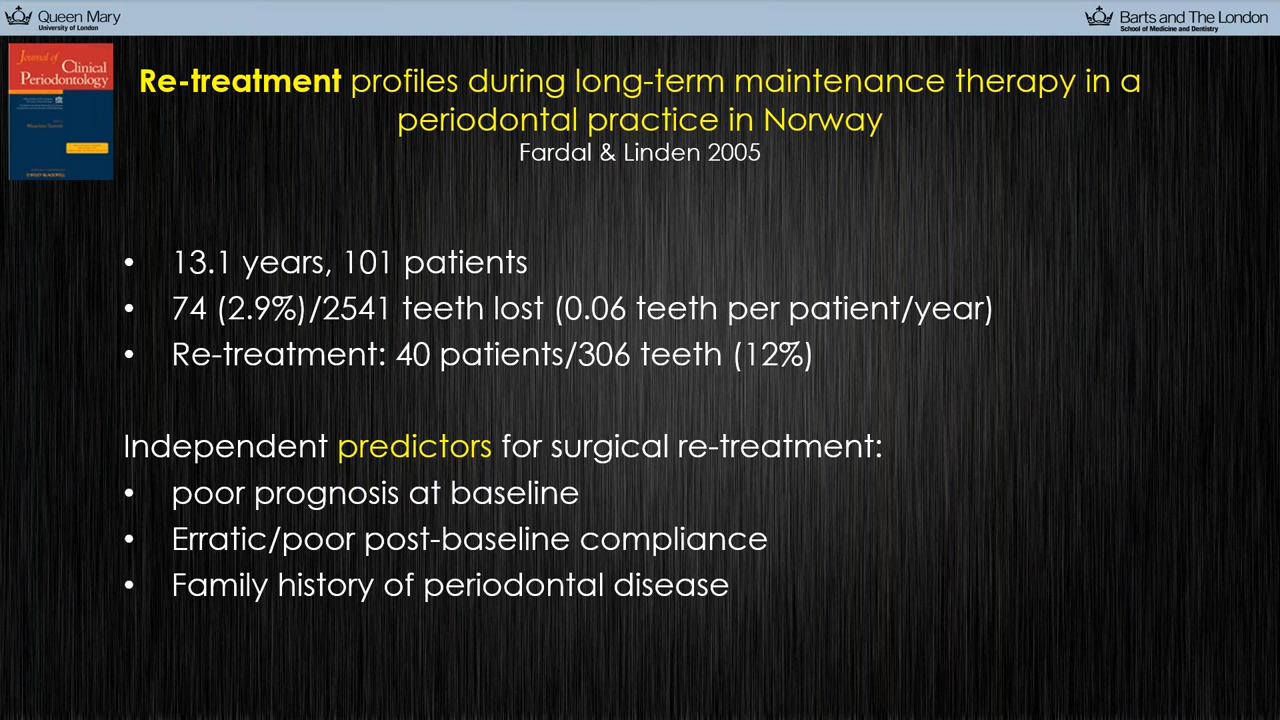 Queen Mary
University of London
Barts and The London
School of Medicine and Dentistry
Journal of
Clinical
Periodontology
Re-treatment profiles during long-term maintenance therapy in a
periodontal practice in Norway
Fardal & Linden 2005
• 13.1 years, 101 patients
• 74 (2.9%)/2541 teeth lost (0.06 teeth per patient/year)
• Re-treatment: 40 patients/306 teeth (12%)
Independent predictors for surgical re-treatment:
• poor prognosis at baseline
• Erratic/poor post-baseline compliance
• Family history of periodontal disease